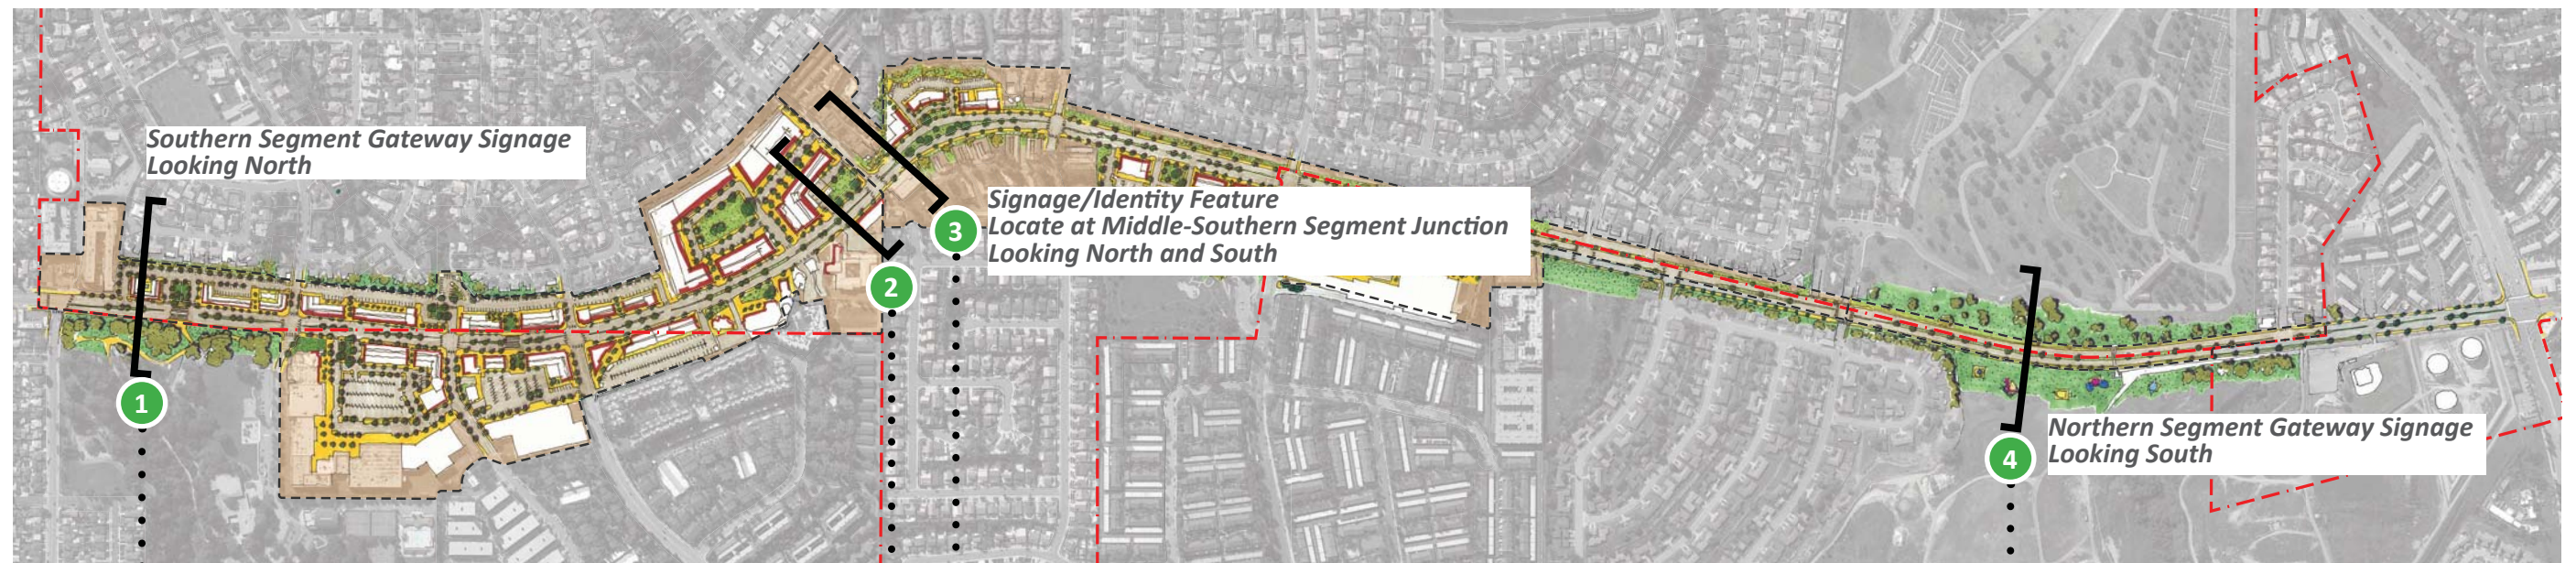 Southern Segment Gateway Signage
Looking North
Signage/Identity Feature
Locate at Middle-Southern Segment Junction
Looking North and South
3
2
1
Northern Segment Gateway Signage
Looking South
4